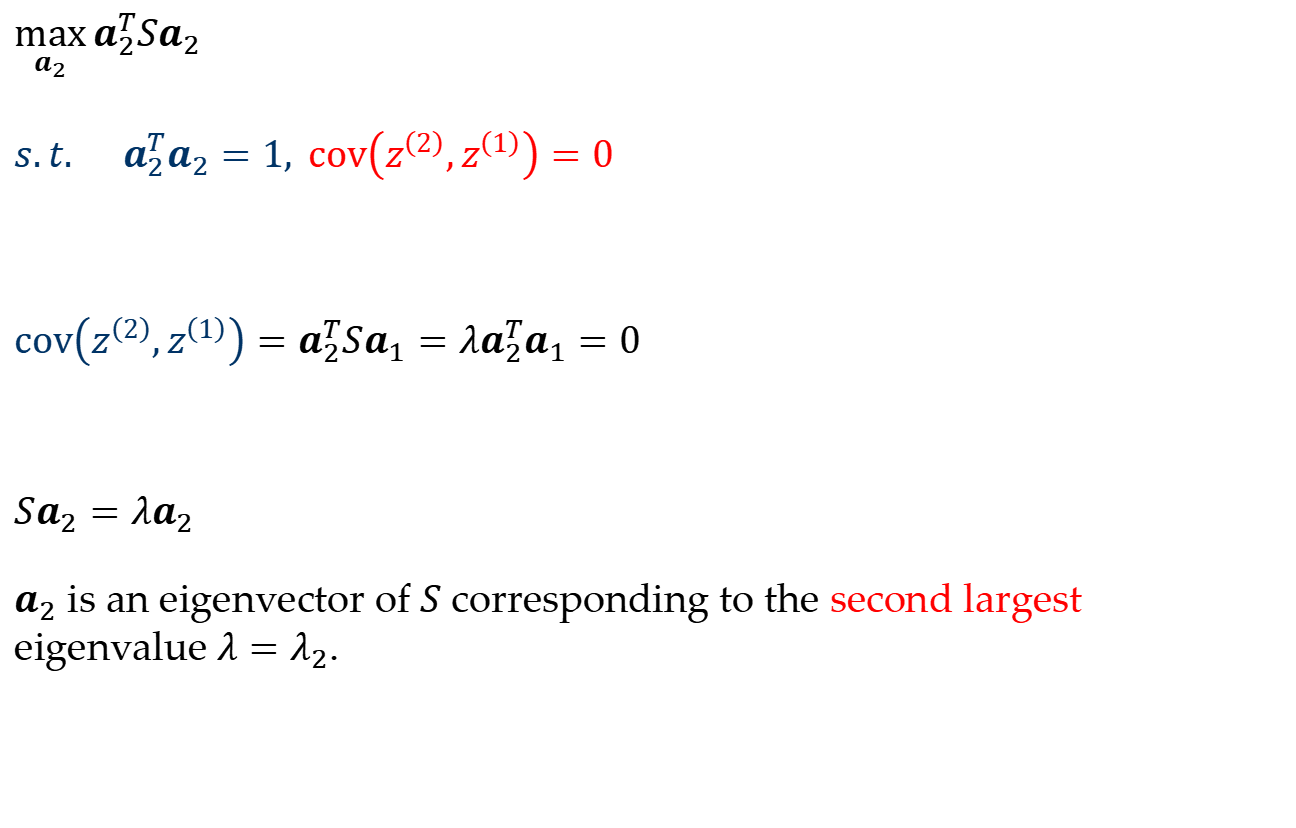 max 𝒂₂ᵀ𝑆𝒂₂
𝒂₂
𝑠.𝑡. 𝒂₂ᵀ𝒂₂ = 1, cov(𝑧⁽²⁾, 𝑧⁽¹⁾) = 0
cov(𝑧⁽²⁾, 𝑧⁽¹⁾) = 𝒂₂ᵀ𝑆𝒂₁ = 𝜆𝒂₂ᵀ𝒂₁ = 0
𝑆𝒂₂ = 𝜆𝒂₂
𝒂₂ is an eigenvector of 𝑆 corresponding to the second largest
eigenvalue 𝜆 = 𝜆₂.